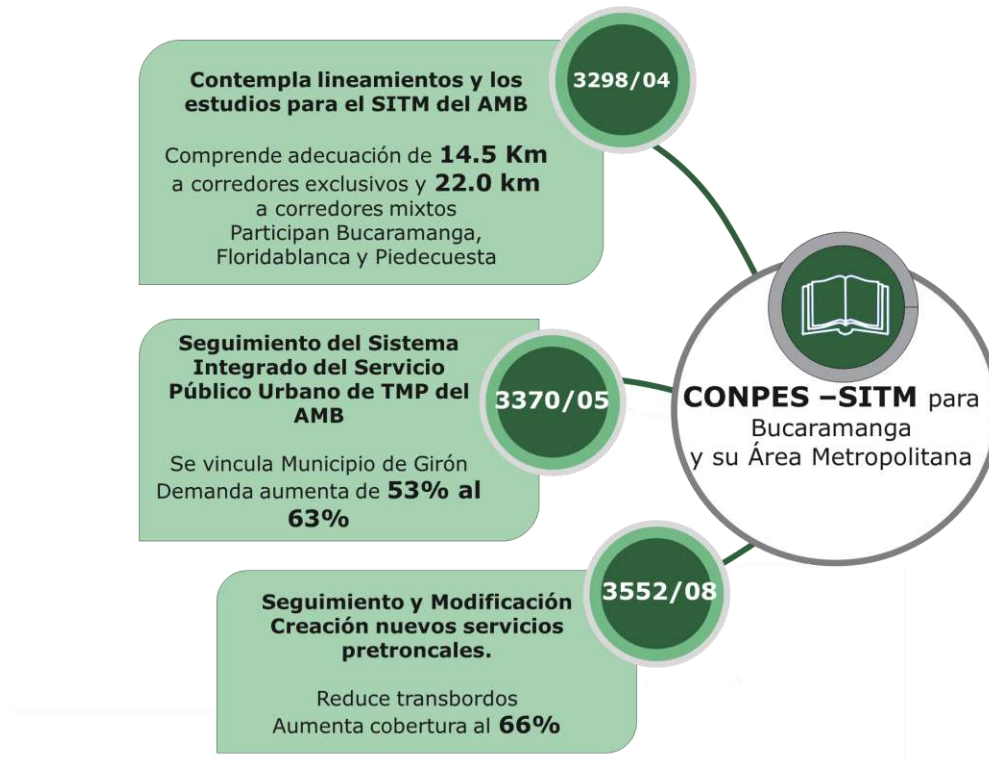 Contempla lineamientos y los
estudios para el SITM del AMB
Comprende adecuación de 14.5 Km
a corredores exclusivos y 22.0 km
a corredores mixtos
Participan Bucaramanga,
Floridablanca y Piedecuesta
3298/04
Seguimiento del Sistema
Integrado del Servicio
Público Urbano de TMP del
AMB
Se vincula Municipio de Girón
Demanda aumenta de 53% al
63%
3370/05
Seguimiento y Modificación
Creación nuevos servicios
pretroncales.
Reduce transbordos
Aumenta cobertura al 66%
3552/08
CONPES –SITM para
Bucaramanga
y su Área Metropolitana